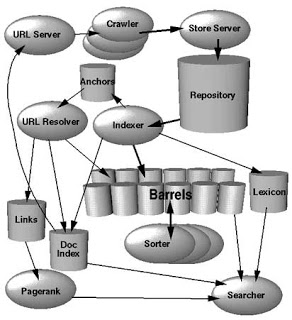 Crawler
URL Server
Store Server
Anchors
Repository
URL Resolver
Indexer
Barrels
Lexicon
Links
Doc
Index
Sorter
Pagerank
Searcher